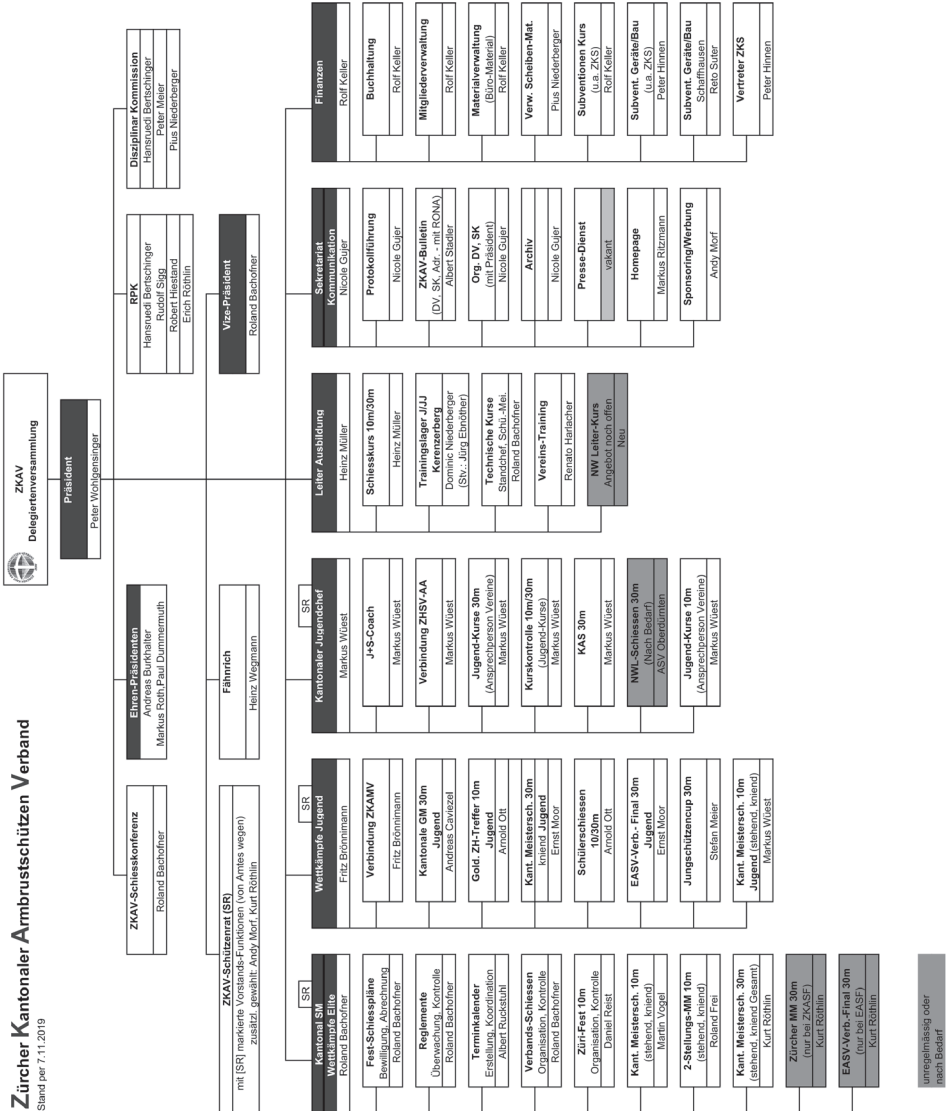 Zürcher Kantonaler Armbrustschützen Verband
Stand per 7.11.2019
ZKAV
Delegiertenversammlung
Präsident
Peter Wohlgensinger
ZKAV-Schiesskonferenz
Roland Bachofner
Ehren-Präsidenten
Andreas Burkhalter
Markus Roth,Paul Dummermuth
RPK
Hansruedi Bertschinger
Rudolf Sigg
Robert Hiestand
Erich Röthlin
Disziplinar Kommission
Hansruedi Bertschinger
Peter Meier
Pius Niederberger
ZKAV-Schützenrat (SR)
mit [SR] markierte Vorstands-Funktionen (von Amtes wegen)
zusätzl. gewählt: Andy Morf, Kurt Röthlin
Fähnrich
Heinz Wegmann
Vize-Präsident
Roland Bachofner
SR
Kantonal SM
Wettkämpfe Elite
Roland Bachofner
Fest-Schiesspläne
Bewilligung, Abrechnung
Roland Bachofner
Reglemente
Überwachung, Kontrolle
Roland Bachofner
Terminkalender
Erstellung, Koordination
Albert Ruckstuhl
Verbands-Schiessen
Organisation, Kontrolle
Roland Bachofner
Züri-Fest 10m
Organisation, Kontrolle
Daniel Reist
Kant. Meistersch. 10m
(stehend, kniend)
Martin Vogel
2-Stellungs-MM 10m
(stehend, kniend)
Roland Frei
Kant. Meistersch. 30m
(stehend, kniend Gesamt)
Kurt Röthlin
Zürcher MM 30m
(nur bei ZKASF)
Kurt Röthlin
EASV-Verb.-Final 30m
(nur bei EASF)
Kurt Röthlin
SR
Wettkämpfe Jugend
Fritz Brönnimann
Verbindung ZKAMV
Fritz Brönnimann
Kantonale GM 30m
Jugend
Andreas Caviezel
Gold. ZH-Treffer 10m
Jugend
Arnold Ott
Kant. Meistersch. 30m
kniend Jugend
Ernst Moor
Schülerschiessen
10/30m
Arnold Ott
EASV-Verb.- Final 30m
Jugend
Ernst Moor
Jungschützencup 30m
Stefan Meier
Kant. Meistersch. 10m
Jugend (stehend, kniend)
Markus Wüest
SR
Kantonaler Jugendchef
Markus Wüest
J+S-Coach
Markus Wüest
Verbindung ZHSV-AA
Markus Wüest
Jugend-Kurse 30m
(Ansprechperson Vereine)
Markus Wüest
Kurskontrolle 10m/30m
(Jugend-Kurse)
Markus Wüest
KAS 30m
Markus Wüest
NWL-Schiessen 30m
(Nach Bedarf)
ASV Oberdürnten
Jugend-Kurse 10m
(Ansprechperson Vereine)
Markus Wüest
Leiter Ausbildung
Heinz Müller
Schiesskurs 10m/30m
Heinz Müller
Trainingslager J/JJ
Kerenzerberg
Dominic Niederberger
(Stv.: Jürg Ebnöther)
Technische Kurse
Standchef, Schü.-Mei.
Roland Bachofner
Vereins-Training
Renato Harlacher
NW Leiter-Kurs
Angebot noch offen
Neu
Sekretariat
Kommunikation
Nicole Gujer
Protokollführung
Nicole Gujer
ZKAV-Bulletin
(DV, SK, Adr. - mit RONA)
Albert Stadler
Org. DV, SK
(mit Präsident)
Nicole Gujer
Archiv
Nicole Gujer
Presse-Dienst
vakant
Homepage
Markus Ritzmann
Sponsoring/Werbung
Andy Morf
Finanzen
Rolf Keller
Buchhaltung
Rolf Keller
Mitgliederverwaltung
Rolf Keller
Materialverwaltung
(Büro-Material)
Rolf Keller
Verw. Scheiben-Mat.
Pius Niederberger
Subventionen Kurs
(u.a. ZKS)
Rolf Keller
Subvent. Geräte/Bau
(u.a. ZKS)
Peter Hinnen
Subvent. Geräte/Bau
Schaffhausen
Reto Suter
Vertreter ZKS
Peter Hinnen
unregelmässig oder
nach Bedarf